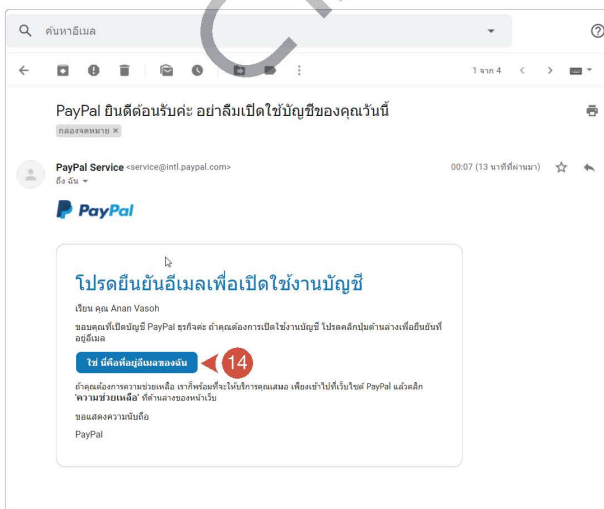 ค้นหาอีเมล
1 จาก 4
PayPal ยินดีต้อนรับค่ะ อย่าลืมเปิดใช้บัญชีของคุณวันนี้
กล่องจดหมาย ×
PayPal Service <service@intl.paypal.com>
00:07 (13 นาทีที่ผ่านมา)
ถึง ฉัน
PayPal
โปรดยืนยันอีเมลเพื่อเปิดใช้งานบัญชี
เรียน คุณ Anan Vasoh
ขอบคุณที่เปิดบัญชี PayPal ธุรกิจค่ะ ถ้าคุณต้องการเปิดใช้งานบัญชี โปรดคลิกปุ่มด้านล่างเพื่อยืนยันที่
อยู่อีเมล
ใช่ นี่คือที่อยู่อีเมลของฉัน
14
ถ้าคุณต้องการความช่วยเหลือ เราก็พร้อมที่จะให้บริการคุณเสมอ เพียงเข้าไปที่เว็บไซต์ PayPal แล้วคลิก
'ความช่วยเหลือ' ที่ด้านล่างของหน้าเว็บ
ขอแสดงความนับถือ
PayPal